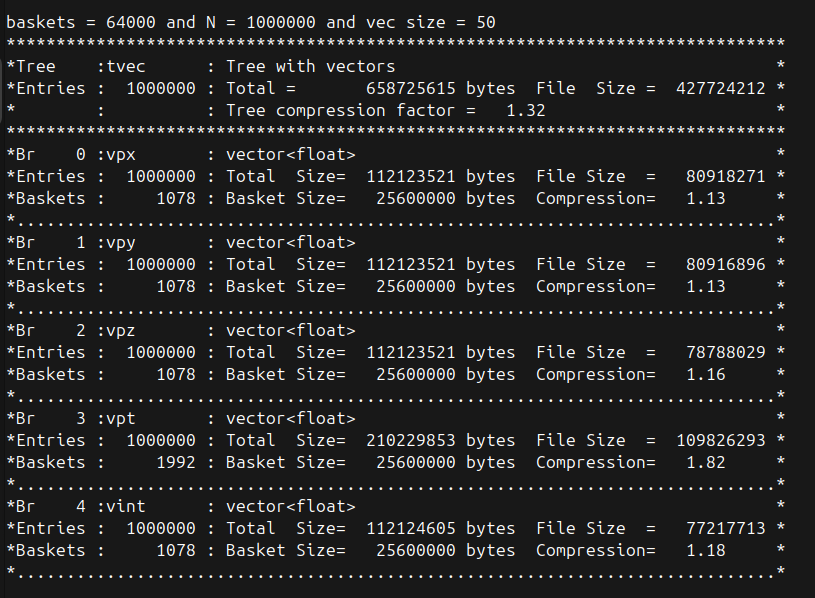 baskets = 64000 and N = 1000000 and vec size = 50
******************************************************************************
*Tree    :tvec      : Tree with vectors                                      *
*Entries :  1000000 : Total =       658725615 bytes  File  Size =  427724212 *
*        :          : Tree compression factor =   1.32                       *
******************************************************************************
*Br    0 :vpx       : vector<float>                                          *
*Entries :  1000000 : Total  Size=  112123521 bytes  File Size  =   80918271 *
*Baskets :     1078 : Basket Size=   25600000 bytes  Compression=   1.13     *
*............................................................................*
*Br    1 :vpy       : vector<float>                                          *
*Entries :  1000000 : Total  Size=  112123521 bytes  File Size  =   80916896 *
*Baskets :     1078 : Basket Size=   25600000 bytes  Compression=   1.13     *
*............................................................................*
*Br    2 :vpz       : vector<float>                                          *
*Entries :  1000000 : Total  Size=  112123521 bytes  File Size  =   78788029 *
*Baskets :     1078 : Basket Size=   25600000 bytes  Compression=   1.16     *
*............................................................................*
*Br    3 :vpt       : vector<float>                                          *
*Entries :  1000000 : Total  Size=  210229853 bytes  File Size  =  109826293 *
*Baskets :     1992 : Basket Size=   25600000 bytes  Compression=   1.82     *
*............................................................................*
*Br    4 :vint      : vector<float>                                          *
*Entries :  1000000 : Total  Size=  112124605 bytes  File Size  =   77217713 *
*Baskets :     1078 : Basket Size=   25600000 bytes  Compression=   1.18     *
*............................................................................*